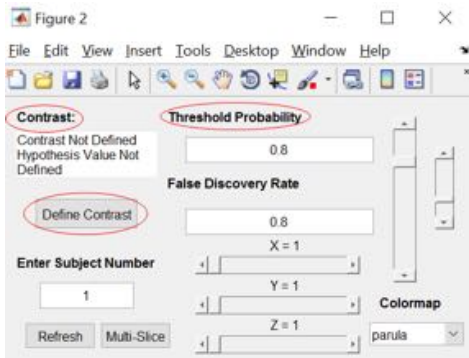 Figure 2
File Edit View Insert Tools Desktop Window Help
Contrast:
Contrast Not Defined
Hypothesis Value Not
Defined
Define Contrast
Enter Subject Number
1
Refresh Multi-Slice
Threshold Probability
0.8
False Discovery Rate
0.8
X = 1
Y = 1
Z = 1
Colormap
parula